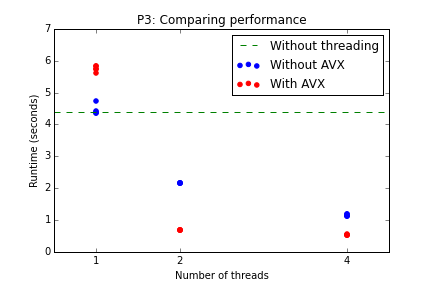 P3: Comparing performance
7
6
5
4
3
2
1
0
Runtime (seconds)
Without threading
Without AVX
With AVX
1 2 4
Number of threads